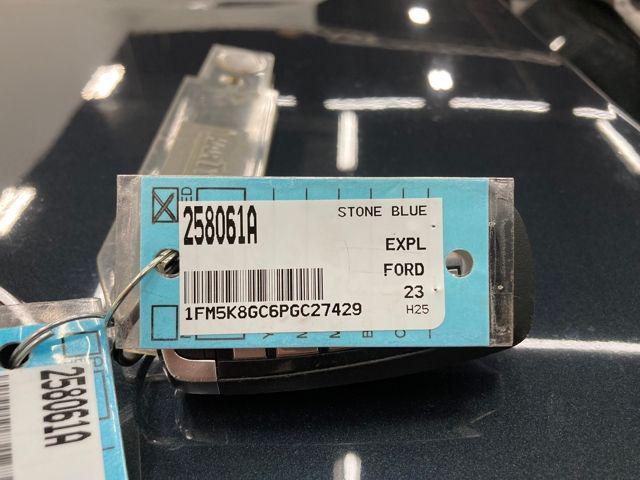 258061A
STONE BLUE
EXPL
FORD
23
1FM5K8GC6PGC27429
H25
258061A